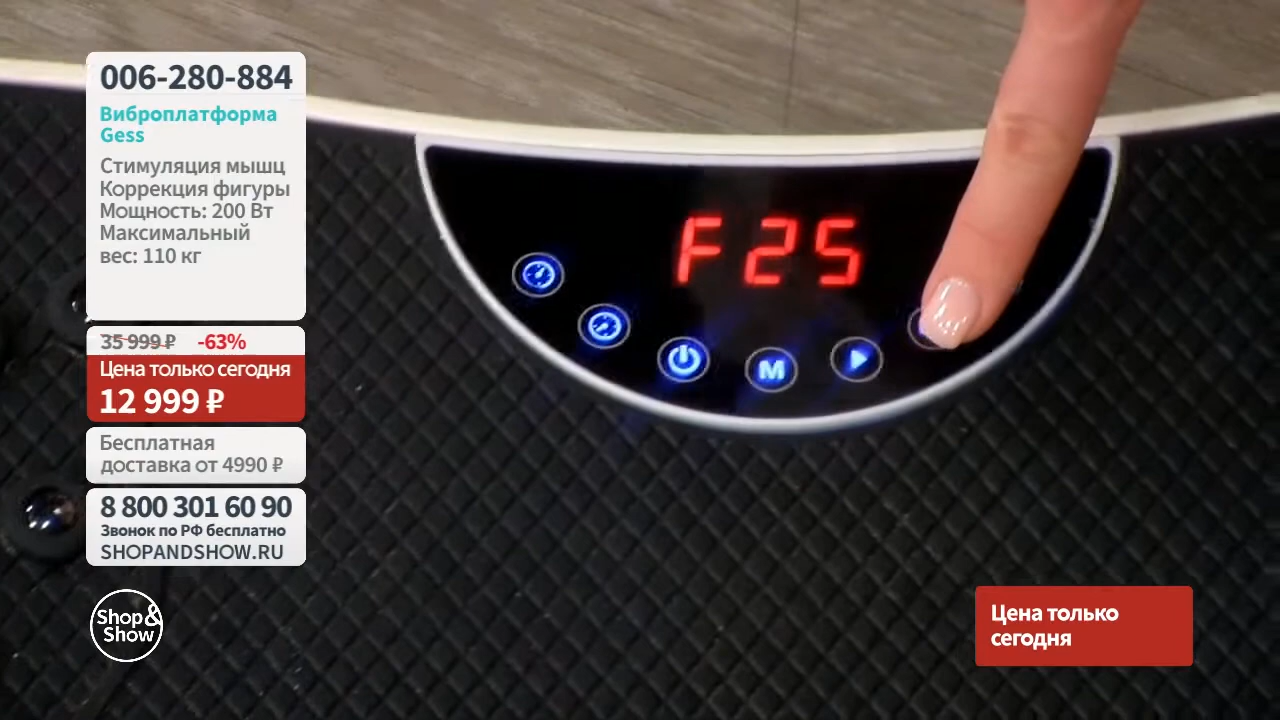 006-280-884
Виброплатформа
Gess
Стимуляция мышц
Коррекция фигуры
Мощность: 200 Вт
Максимальный
вес: 110 кг
35 999 ₽ -63%
Цена только сегодня
12 999 ₽
Бесплатная
доставка от 4990 ₽
8 800 301 60 90
Звонок по РФ бесплатно
SHOPANDSHOW.RU
Shop&
Show
F25
M
Цена только
сегодня